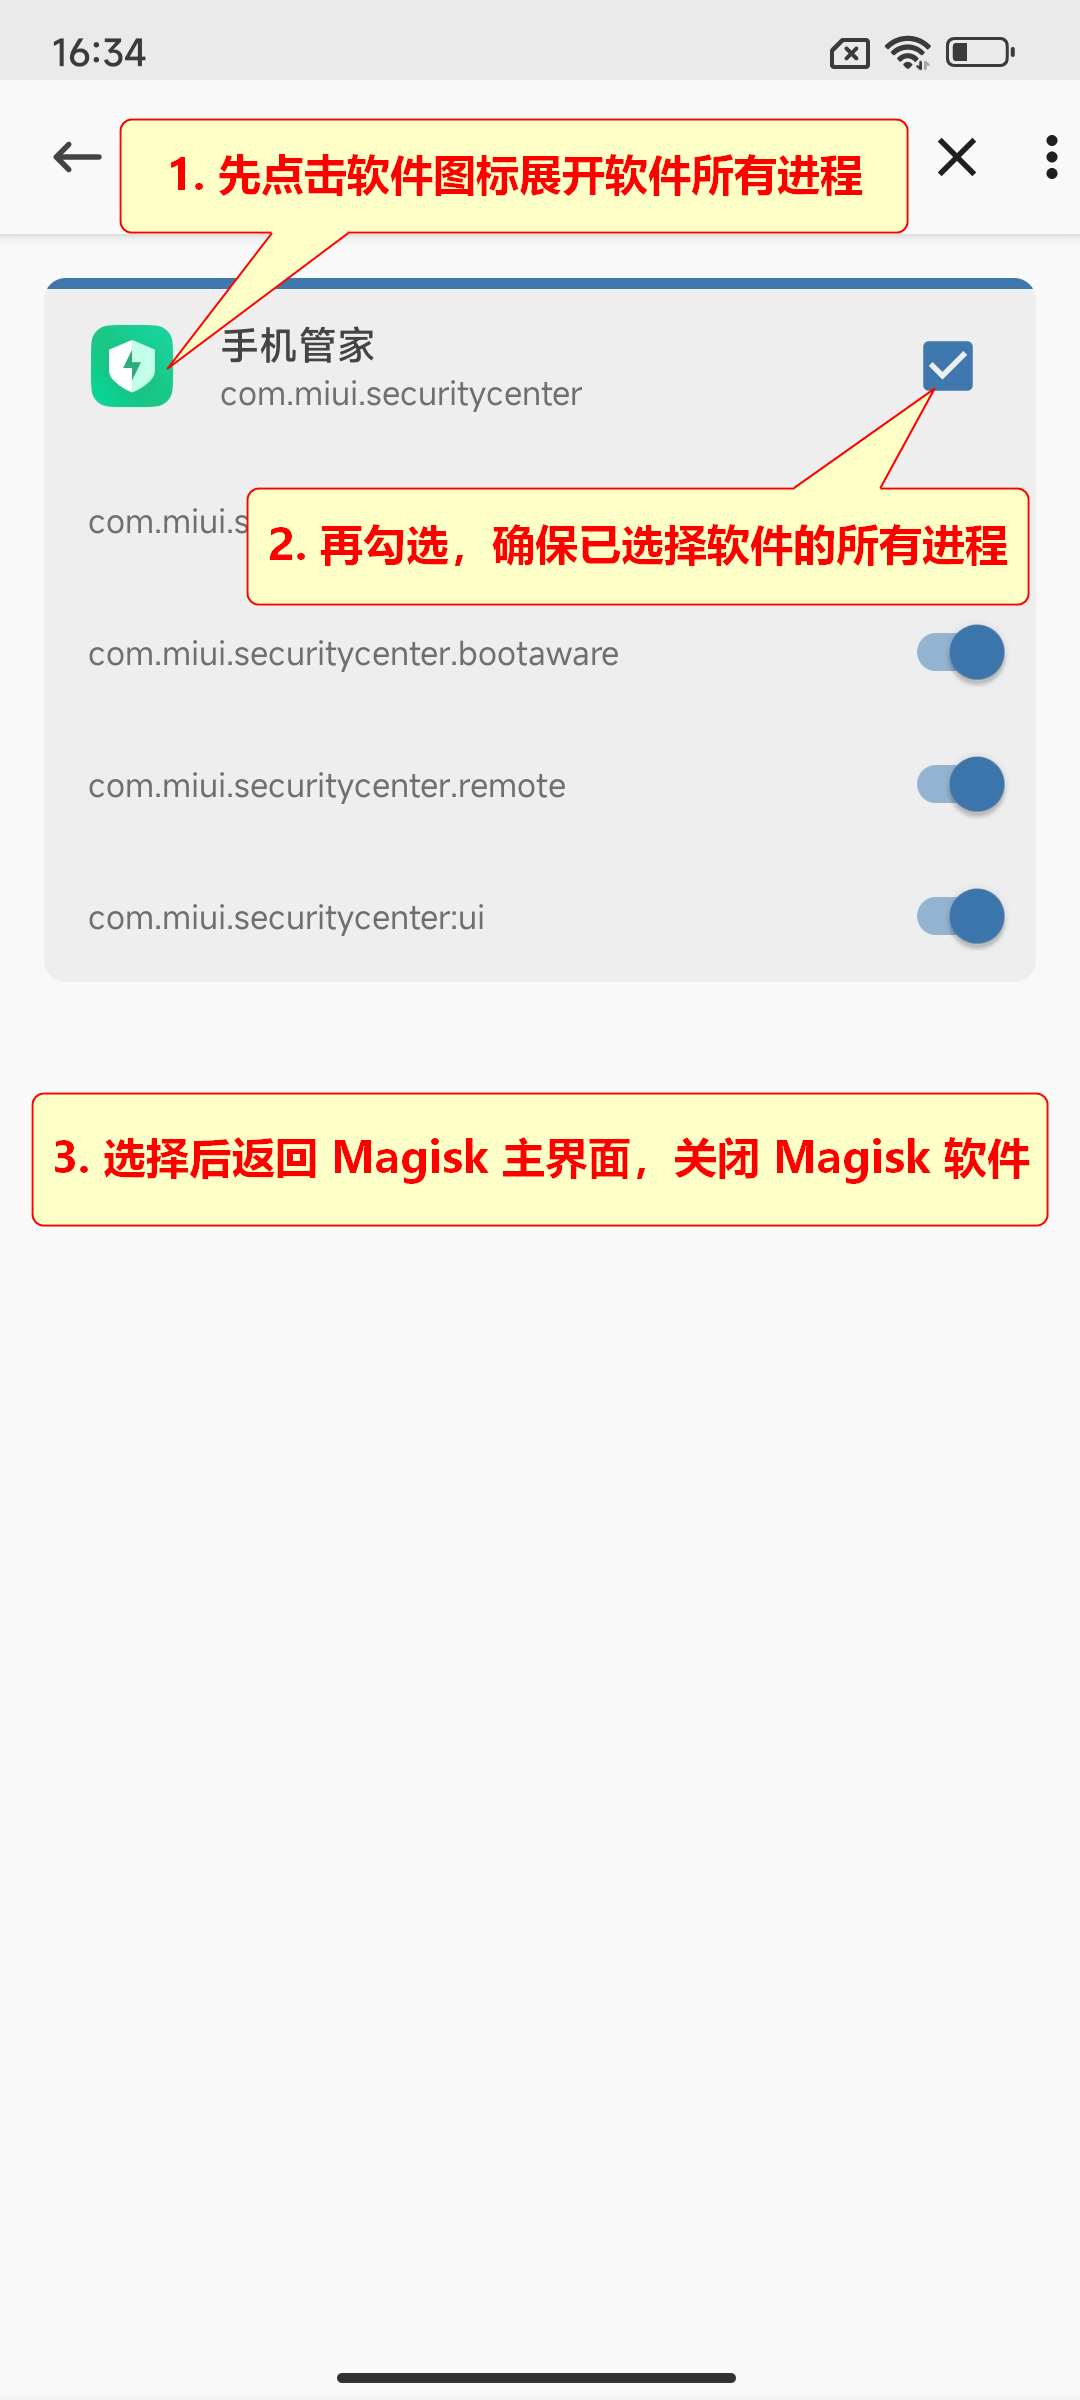 16:34
1. 先点击软件图标展开软件所有进程
手机管家
com.miui.securitycenter
com.miui.s
2. 再勾选，确保已选择软件的所有进程
com.miui.securitycenter.bootaware
com.miui.securitycenter.remote
com.miui.securitycenter:ui
3. 选择后返回 Magisk 主界面，关闭 Magisk 软件